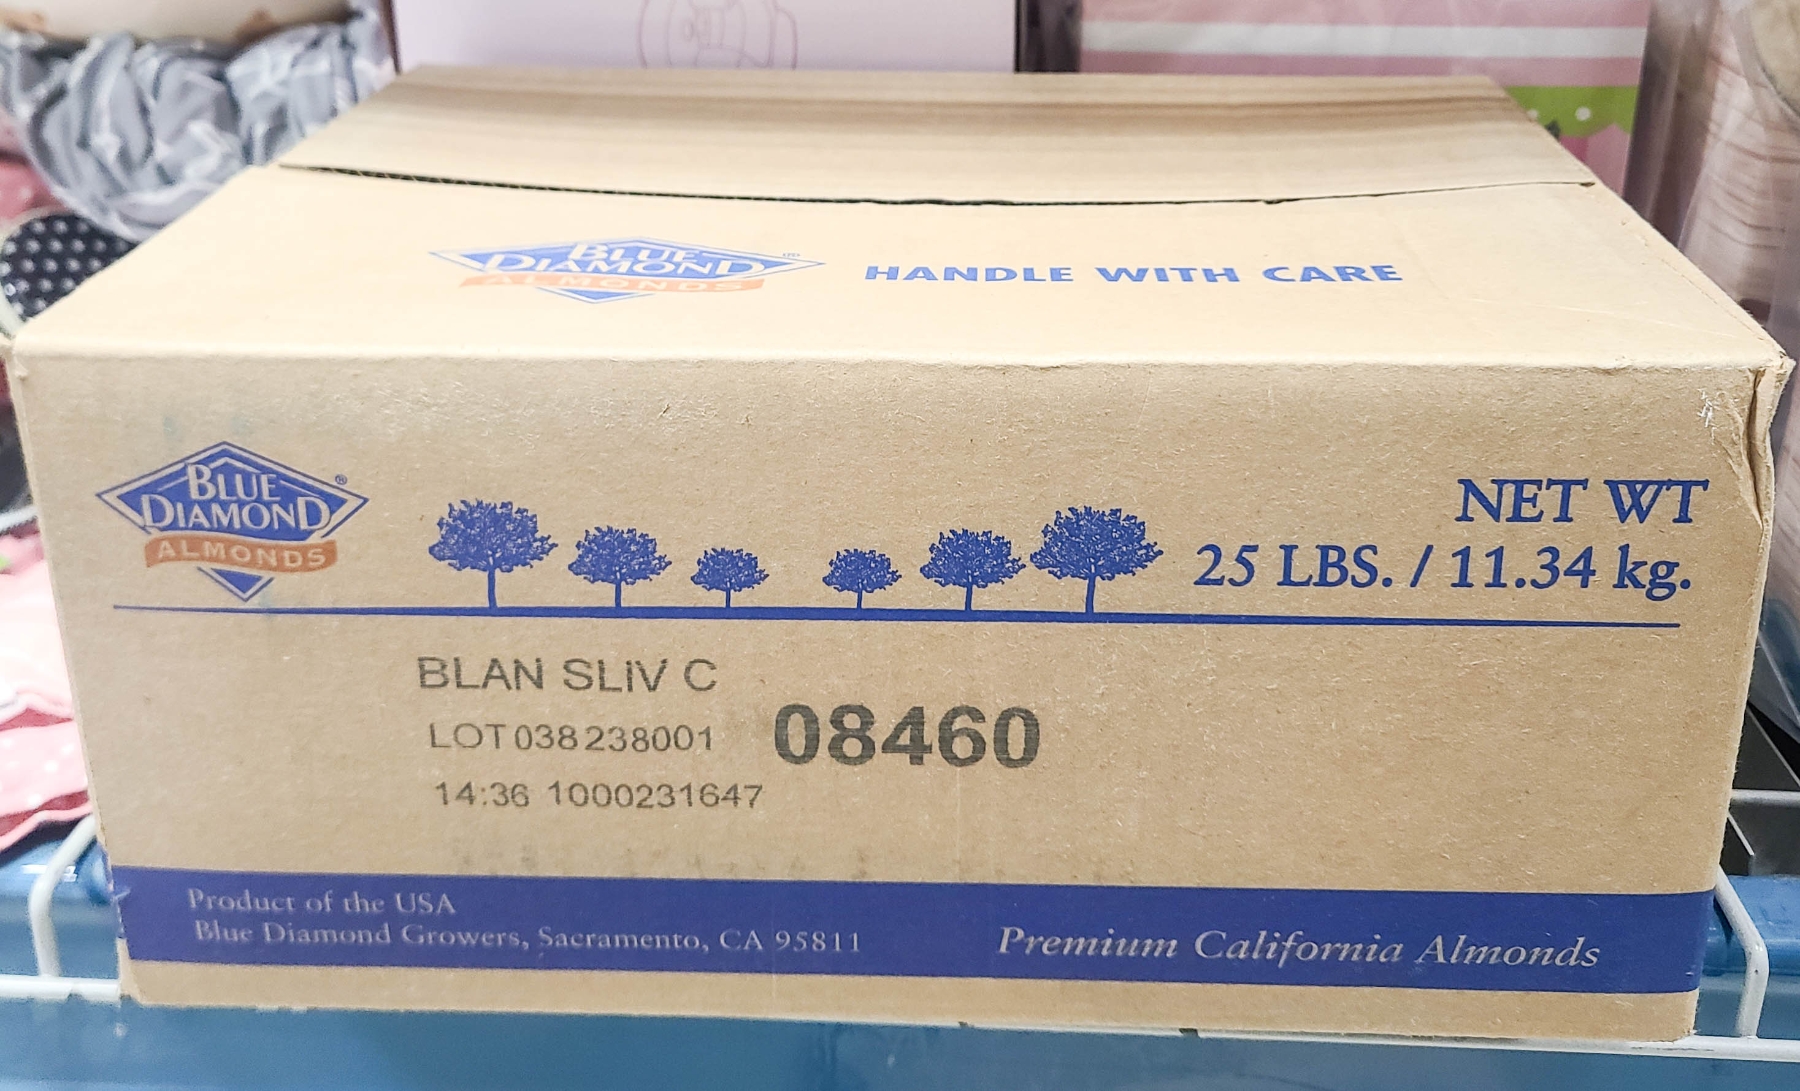 BLUE
DIAMOND
ALMONDS
HANDLE WITH CARE
BLUE
DIAMOND
ALMONDS
NET WT
25 LBS. / 11.34 kg.
BLAN SLIV C
LOT 038238001
08460
14:36 1000231647
Product of the USA
Blue Diamond Growers, Sacramento, CA 95811
Premium California Almonds